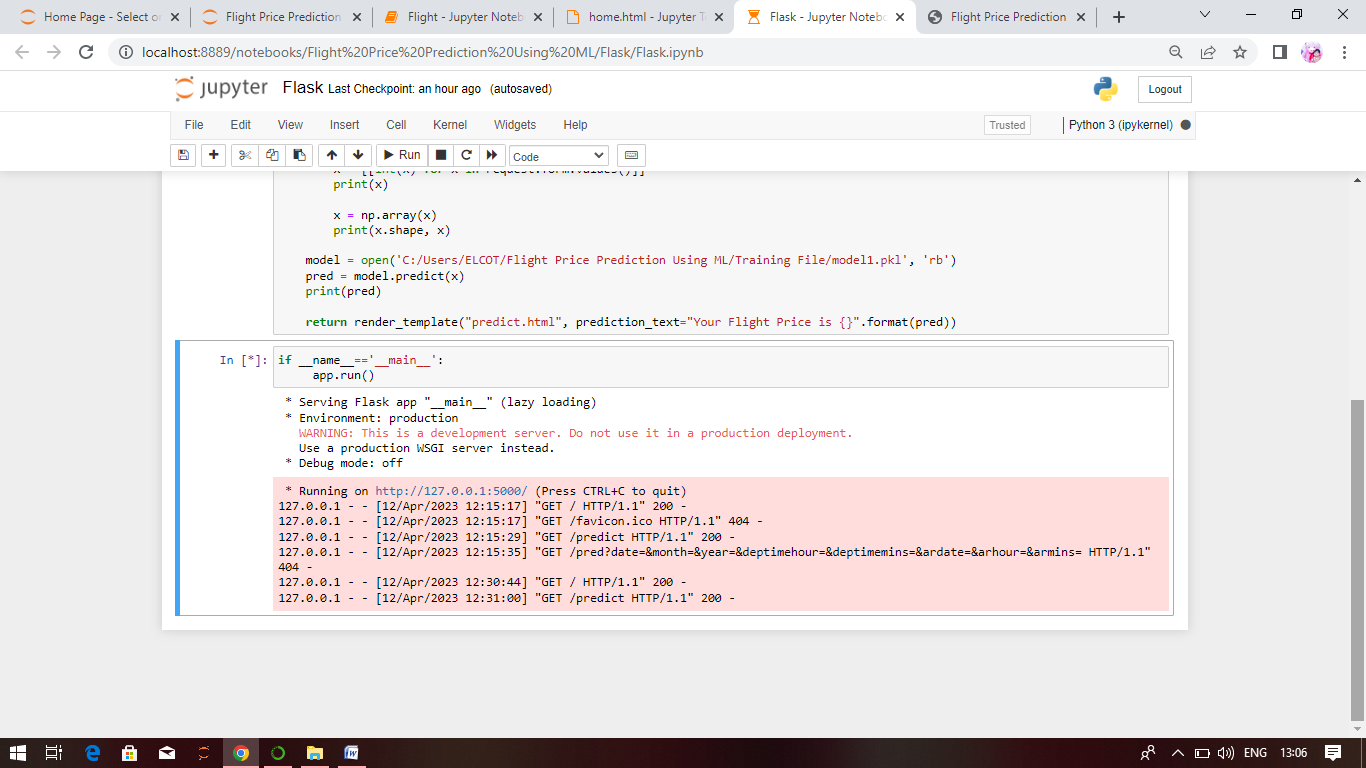 Home Page - Select or
Flight Price Prediction
Flight - Jupyter Noteb
home.html - Jupyter T
Flask - Jupyter Notebo
Flight Price Prediction
localhost:8889/notebooks/Flight%20Price%20Prediction%20Using%20ML/Flask/Flask.ipynb
jupyter Flask Last Checkpoint: an hour ago (autosaved)
Logout
File Edit View Insert Cell Kernel Widgets Help
Trusted
Python 3 (ipykernel)
Run
Code
x = [[int(x) for x in request.form.values()]]
print(x)
x = np.array(x)
print(x.shape, x)
model = open('C:/Users/ELCOT/Flight Price Prediction Using ML/Training File/model1.pkl', 'rb')
pred = model.predict(x)
print(pred)
return render_template("predict.html", prediction_text="Your Flight Price is {}".format(pred))
In [*]: if __name__=='__main__':
app.run()
* Serving Flask app "__main__" (lazy loading)
* Environment: production
WARNING: This is a development server. Do not use it in a production deployment.
Use a production WSGI server instead.
* Debug mode: off
* Running on http://127.0.0.1:5000/ (Press CTRL+C to quit)
127.0.0.1 - - [12/Apr/2023 12:15:17] "GET / HTTP/1.1" 200 -
127.0.0.1 - - [12/Apr/2023 12:15:17] "GET /favicon.ico HTTP/1.1" 404 -
127.0.0.1 - - [12/Apr/2023 12:15:29] "GET /predict HTTP/1.1" 200 -
127.0.0.1 - - [12/Apr/2023 12:15:35] "GET /pred?date=&month=&year=&deptimehour=&deptimemins=&ardate=&arhour=&armins= HTTP/1.1"
404 -
127.0.0.1 - - [12/Apr/2023 12:30:44] "GET / HTTP/1.1" 200 -
127.0.0.1 - - [12/Apr/2023 12:31:00] "GET /predict HTTP/1.1" 200 -
ENG 13:06